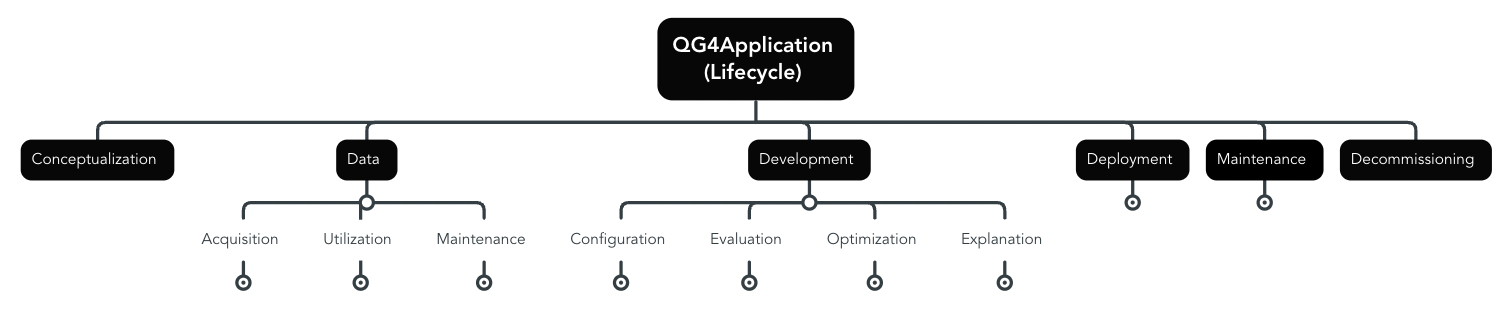 QG4Application
(Lifecycle)
Conceptualization
Data
Development
Deployment
Maintenance
Decommissioning
Acquisition
Utilization
Maintenance
Configuration
Evaluation
Optimization
Explanation